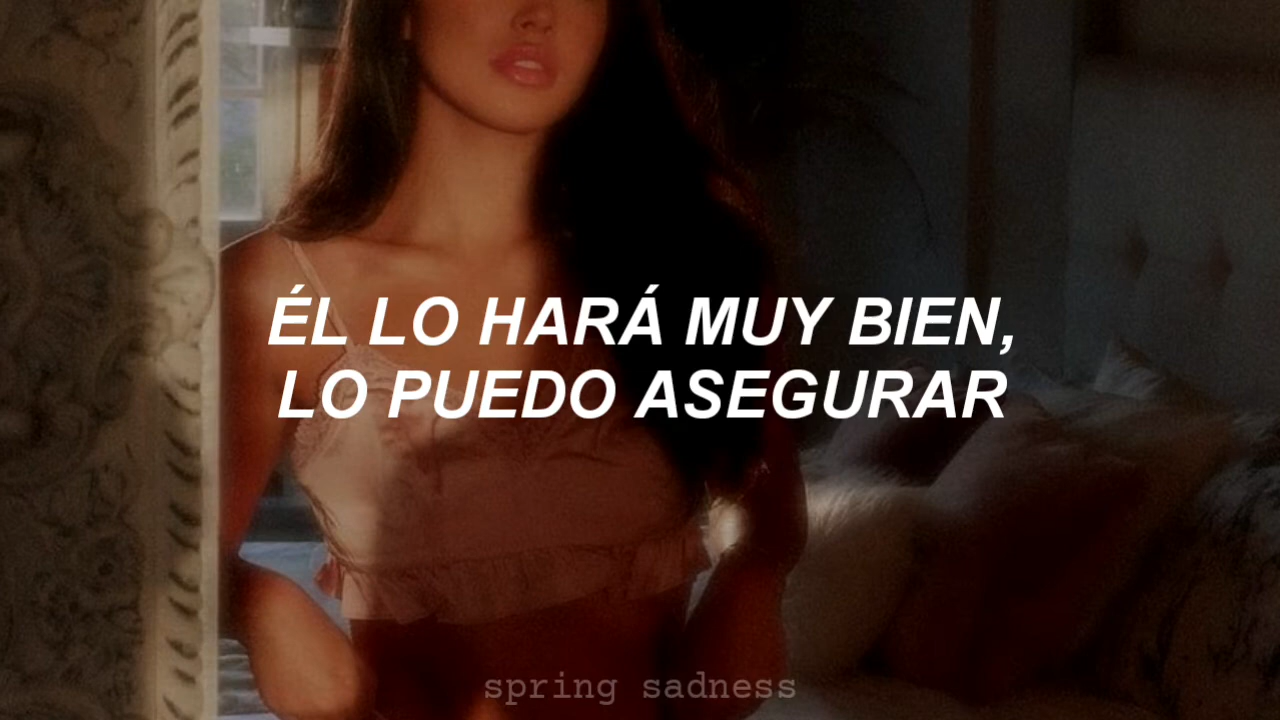 ÉL LO HARÁ MUY BIEN,
LO PUEDO ASEGURAR
spring sadness